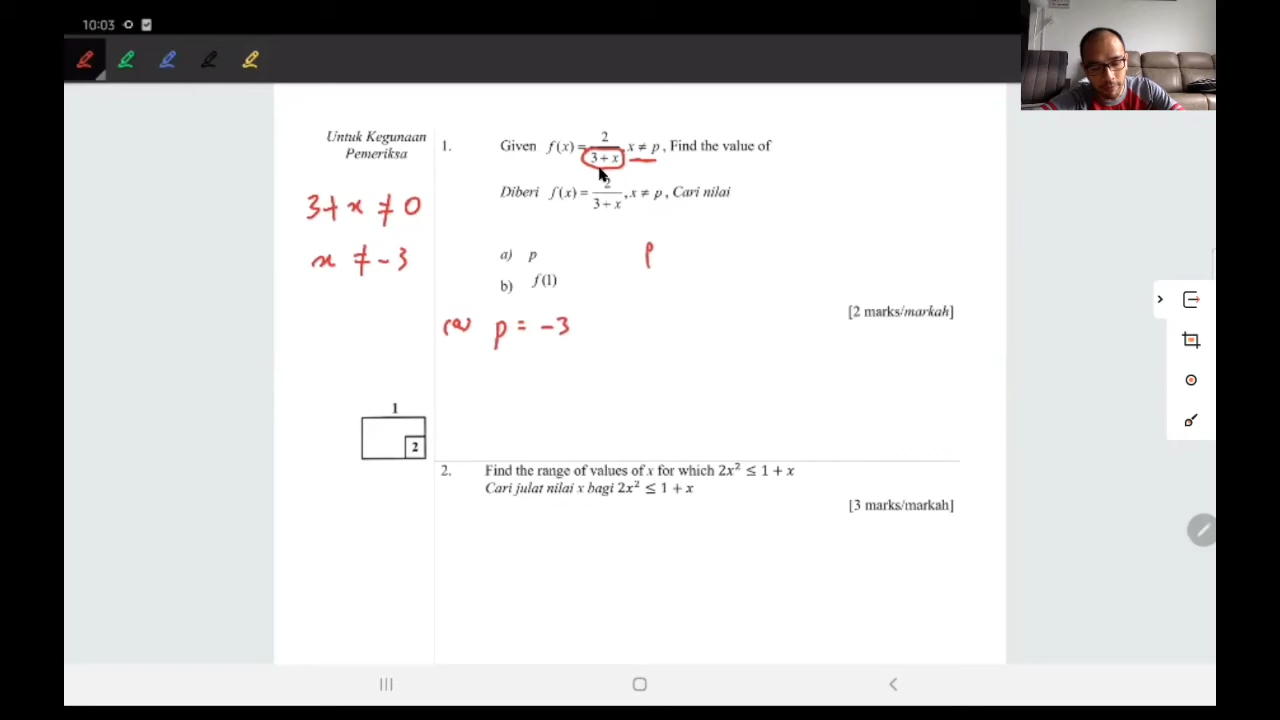 10:03
Untuk Kegunaan
Pemeriksa
1. Given f(x) = 2/(3 + x), x ≠ p, Find the value of
Diberi f(x) = 2/(3 + x), x ≠ p, Cari nilai
3 + x ≠ 0
x ≠ -3
a) p
p
b) f(1)
[2 marks/markah]
(a) p = -3
1
2
2. Find the range of values of x for which 2x² ≤ 1 + x
Cari julat nilai x bagi 2x² ≤ 1 + x
[3 marks/markah]